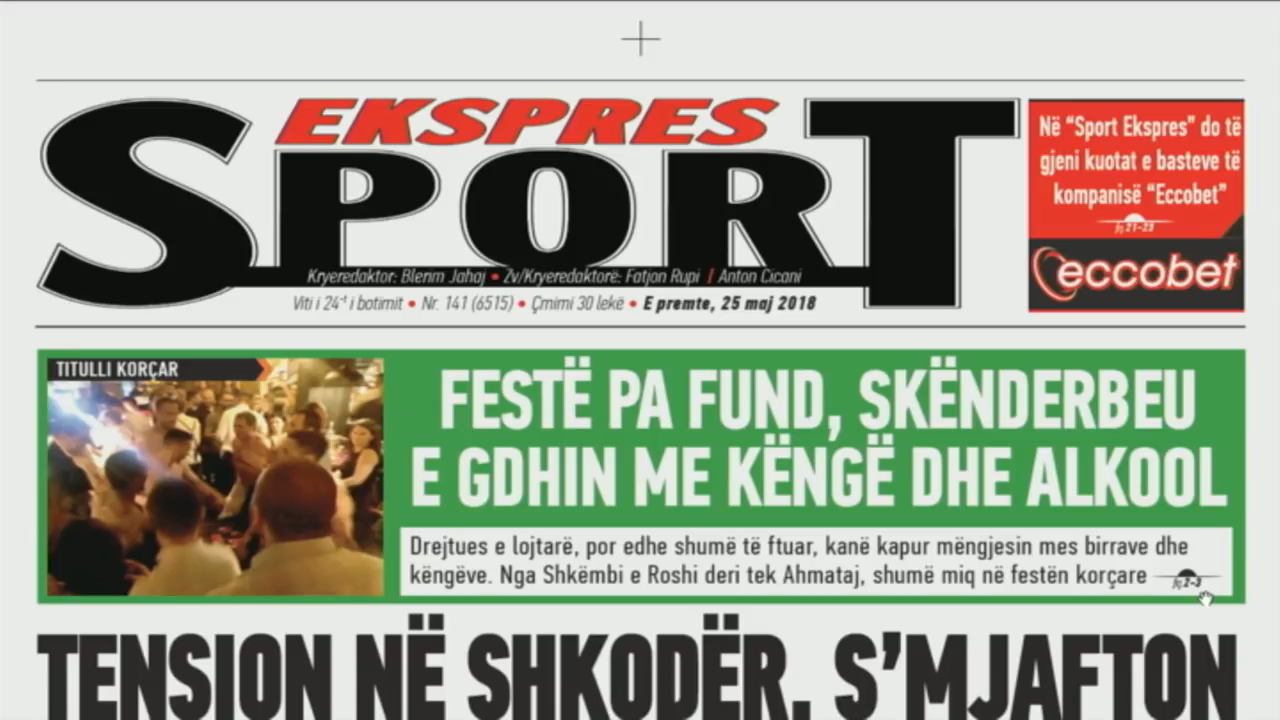 EKSPRES
SPORT
Kryeredaktor: Blerim Jahaj • Zv/Kryeredaktorë: Fatjon Rupi / Anton Cicani
Viti i 24-t i botimit • Nr. 141 (6515) • Çmimi 30 lekë • E premte, 25 maj 2018
Në “Sport Ekspres” do të
gjeni kuotat e basteve të
kompanisë “Eccobet”
fq 21-23
eccobet
TITULLI KORÇAR
FESTË PA FUND, SKËNDERBEU
E GDHIN ME KËNGË DHE ALKOOL
Drejtues e lojtarë, por edhe shumë të ftuar, kanë kapur mëngjesin mes birrave dhe
këngëve. Nga Shkëmbi e Roshi deri tek Ahmataj, shumë miq në festën korçare fq 2-3
TENSION NË SHKODËR, S’MJAFTON